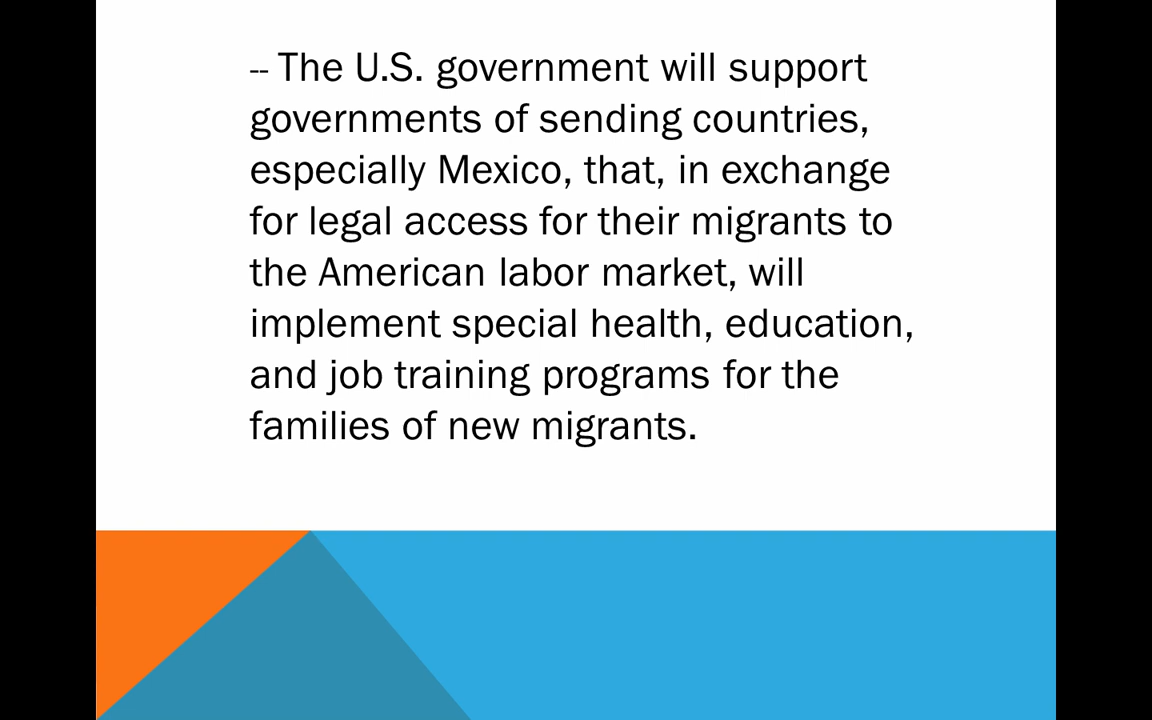 -- The U.S. government will support
governments of sending countries,
especially Mexico, that, in exchange
for legal access for their migrants to
the American labor market, will
implement special health, education,
and job training programs for the
families of new migrants.